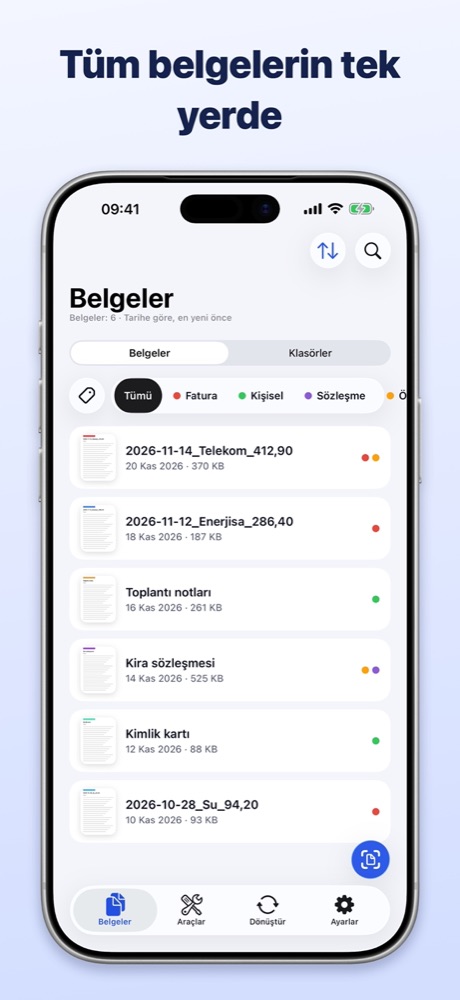 Tüm belgelerin tek
yerde
09:41
Belgeler
Belgeler: 6 · Tarihe göre, en yeni önce
Belgeler
Klasörler
Tümü
Fatura
Kişisel
Sözleşme
2026-11-14_Telekom_412,90
20 Kas 2026 · 370 KB
2026-11-12_Enerjisa_286,40
18 Kas 2026 · 187 KB
Toplantı notları
16 Kas 2026 · 261 KB
Kira sözleşmesi
14 Kas 2026 · 525 KB
Kimlik kartı
12 Kas 2026 · 88 KB
2026-10-28_Su_94,20
10 Kas 2026 · 93 KB
Belgeler
Araçlar
Dönüştür
Ayarlar